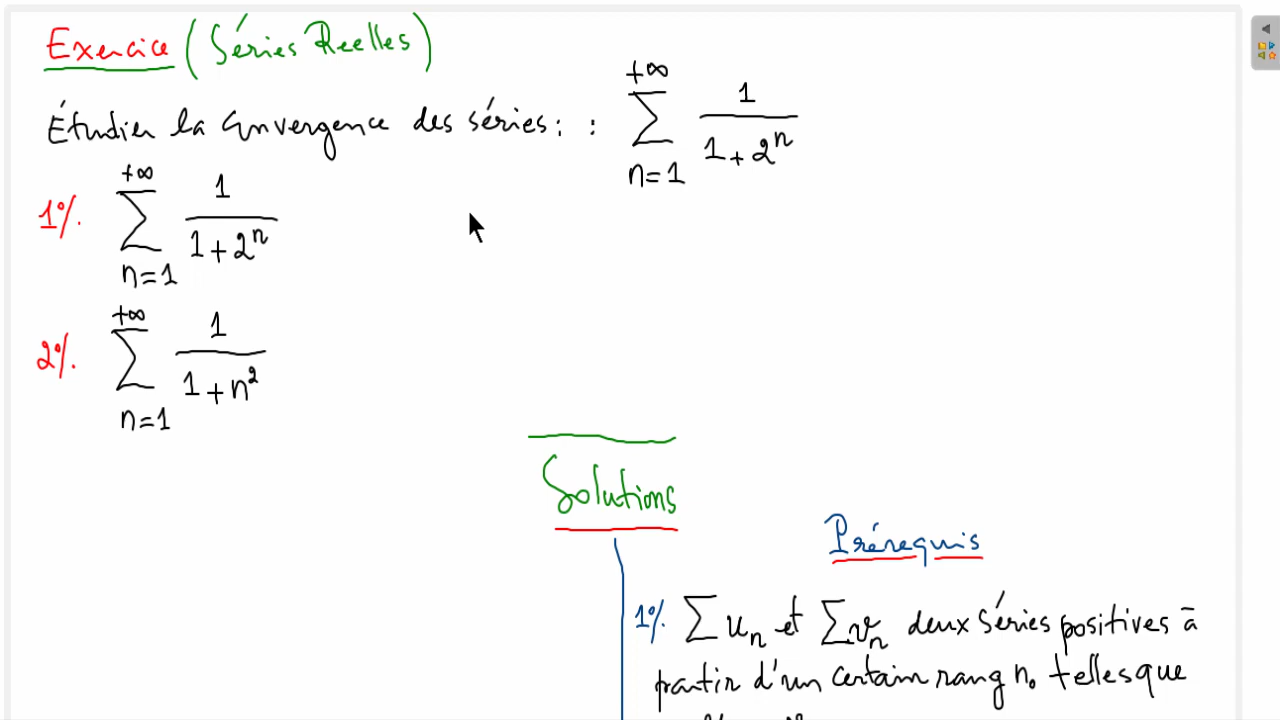 Exercice (Séries Reelles)
Étudier la convergence des séries: : \sum_{n=1}^{+\infty} \frac{1}{1+2^n}
1%. \sum_{n=1}^{+\infty} \frac{1}{1+2^n}
2%. \sum_{n=1}^{+\infty} \frac{1}{1+n^2}
Solutions
Prérequis
1%. \sum u_n et \sum v_n deux séries positives à
partir d'un certain rang n_0 telles que